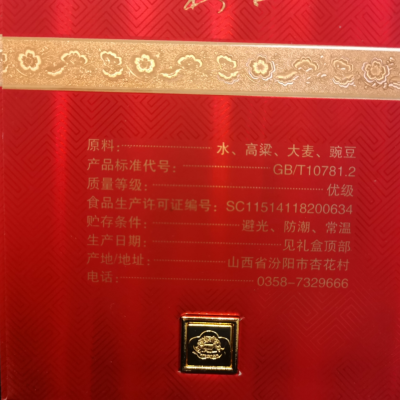 原料:水、高粱、大麦、豌豆
产品标准代号:GB/T10781.2
质量等级:优级
食品生产许可证编号:SC11514118200634
贮存条件:避光、防潮、常温
生产日期:见礼盒顶部
产地/地址:山西省汾阳市杏花村
电话:0358-7329666